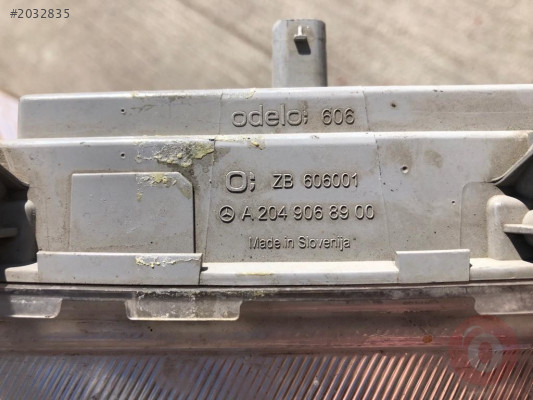 #2032835
odelo; 606
O; ZB 606001
A 204 906 89 00
Made in Slovenija